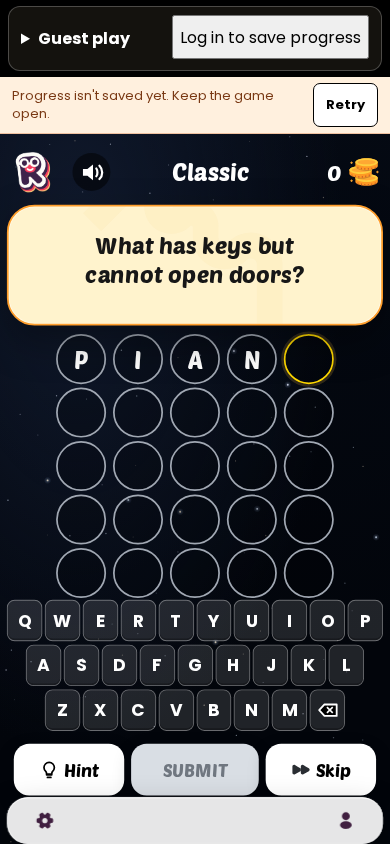 Guest play
Log in to save progress
Progress isn't saved yet. Keep the game
open.
Retry
R
Classic
0
What has keys but
cannot open doors?
P I A N
Q W E R T Y U I O P
A S D F G H J K L
Z X C V B N M
Hint
SUBMIT
Skip